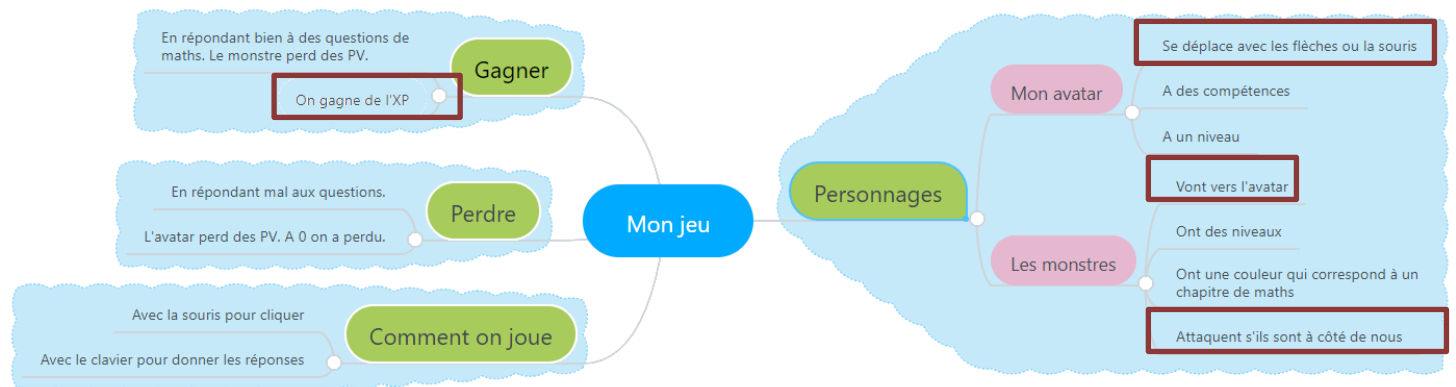 En répondant bien à des questions de
maths. Le monstre perd des PV.
On gagne de l'XP
Gagner
En répondant mal aux questions.
L'avatar perd des PV. A 0 on a perdu.
Perdre
Avec la souris pour cliquer
Avec le clavier pour donner les réponses
Comment on joue
Mon jeu
Personnages
Mon avatar
Se déplace avec les flèches ou la souris
A des compétences
A un niveau
Les monstres
Vont vers l'avatar
Ont des niveaux
Ont une couleur qui correspond à un
chapitre de maths
Attaquent s'ils sont à côté de nous